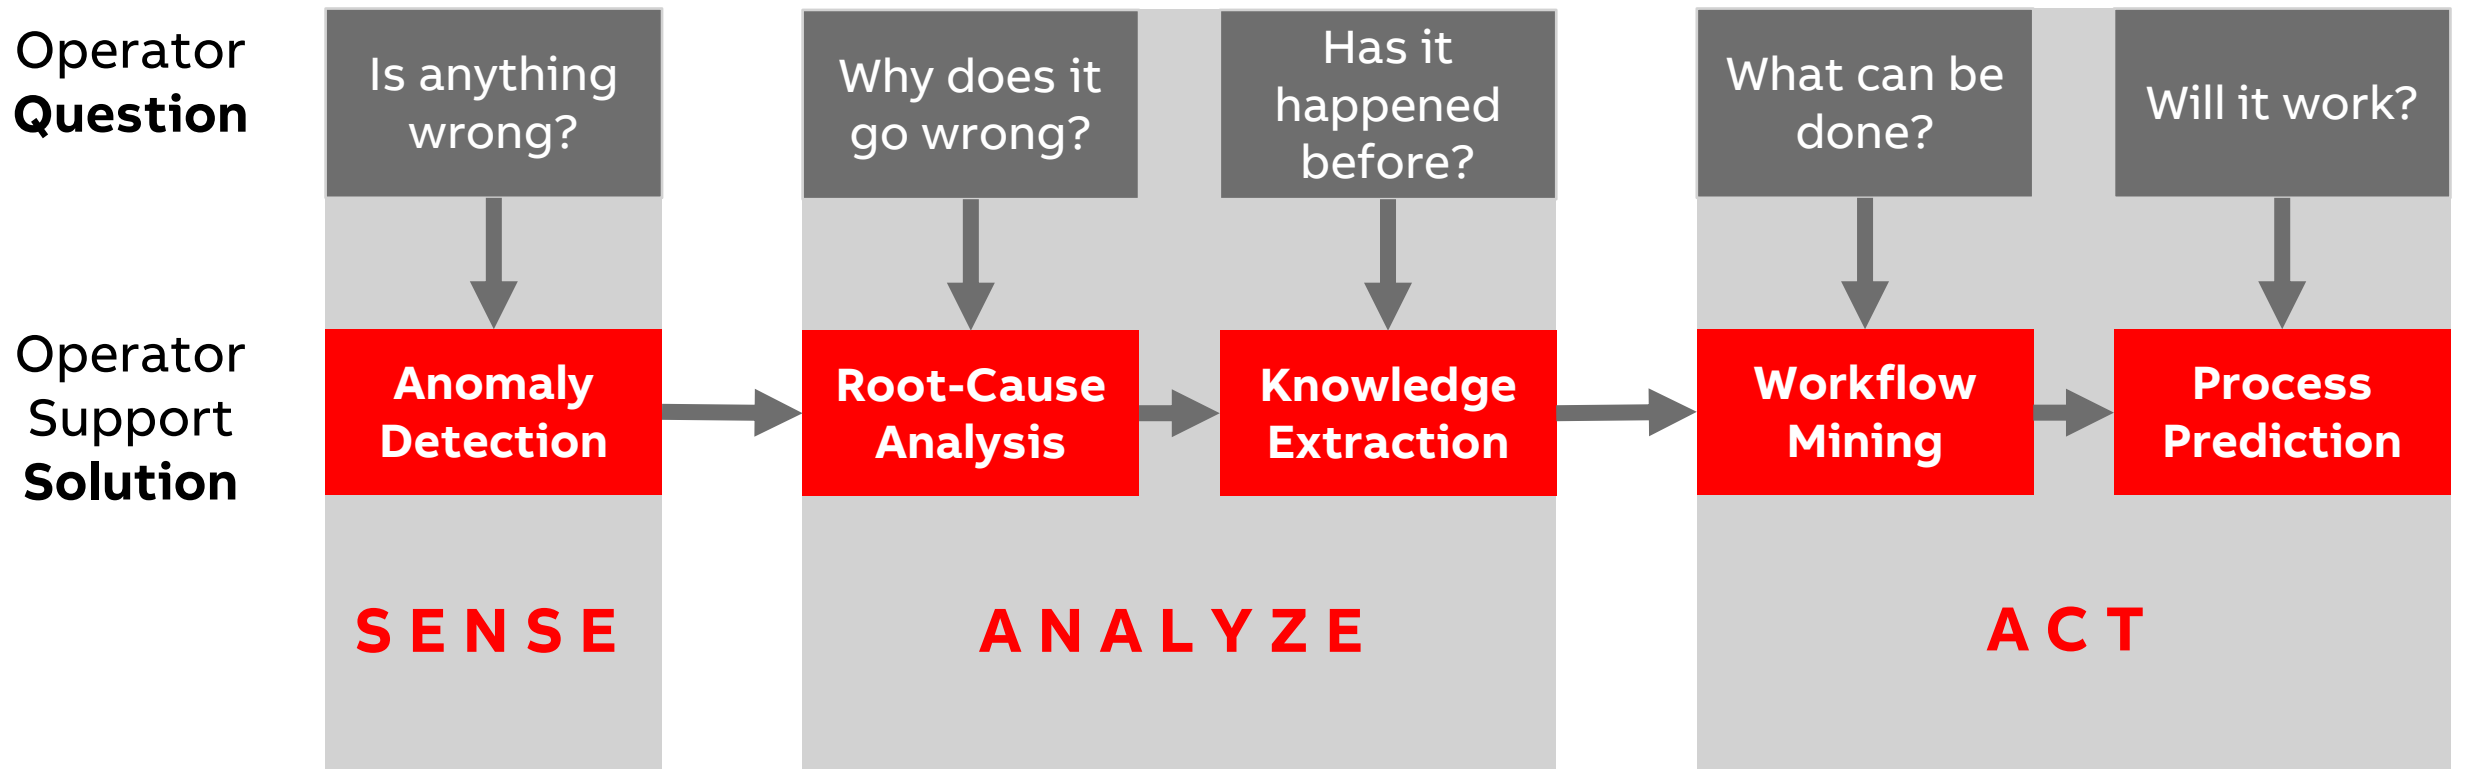 Operator
Question
Is anything
wrong?
Why does it
go wrong?
Has it
happened
before?
What can be
done?
Will it work?
Operator
Support
Solution
Anomaly
Detection
Root-Cause
Analysis
Knowledge
Extraction
Workflow
Mining
Process
Prediction
SENSE
ANALYZE
ACT